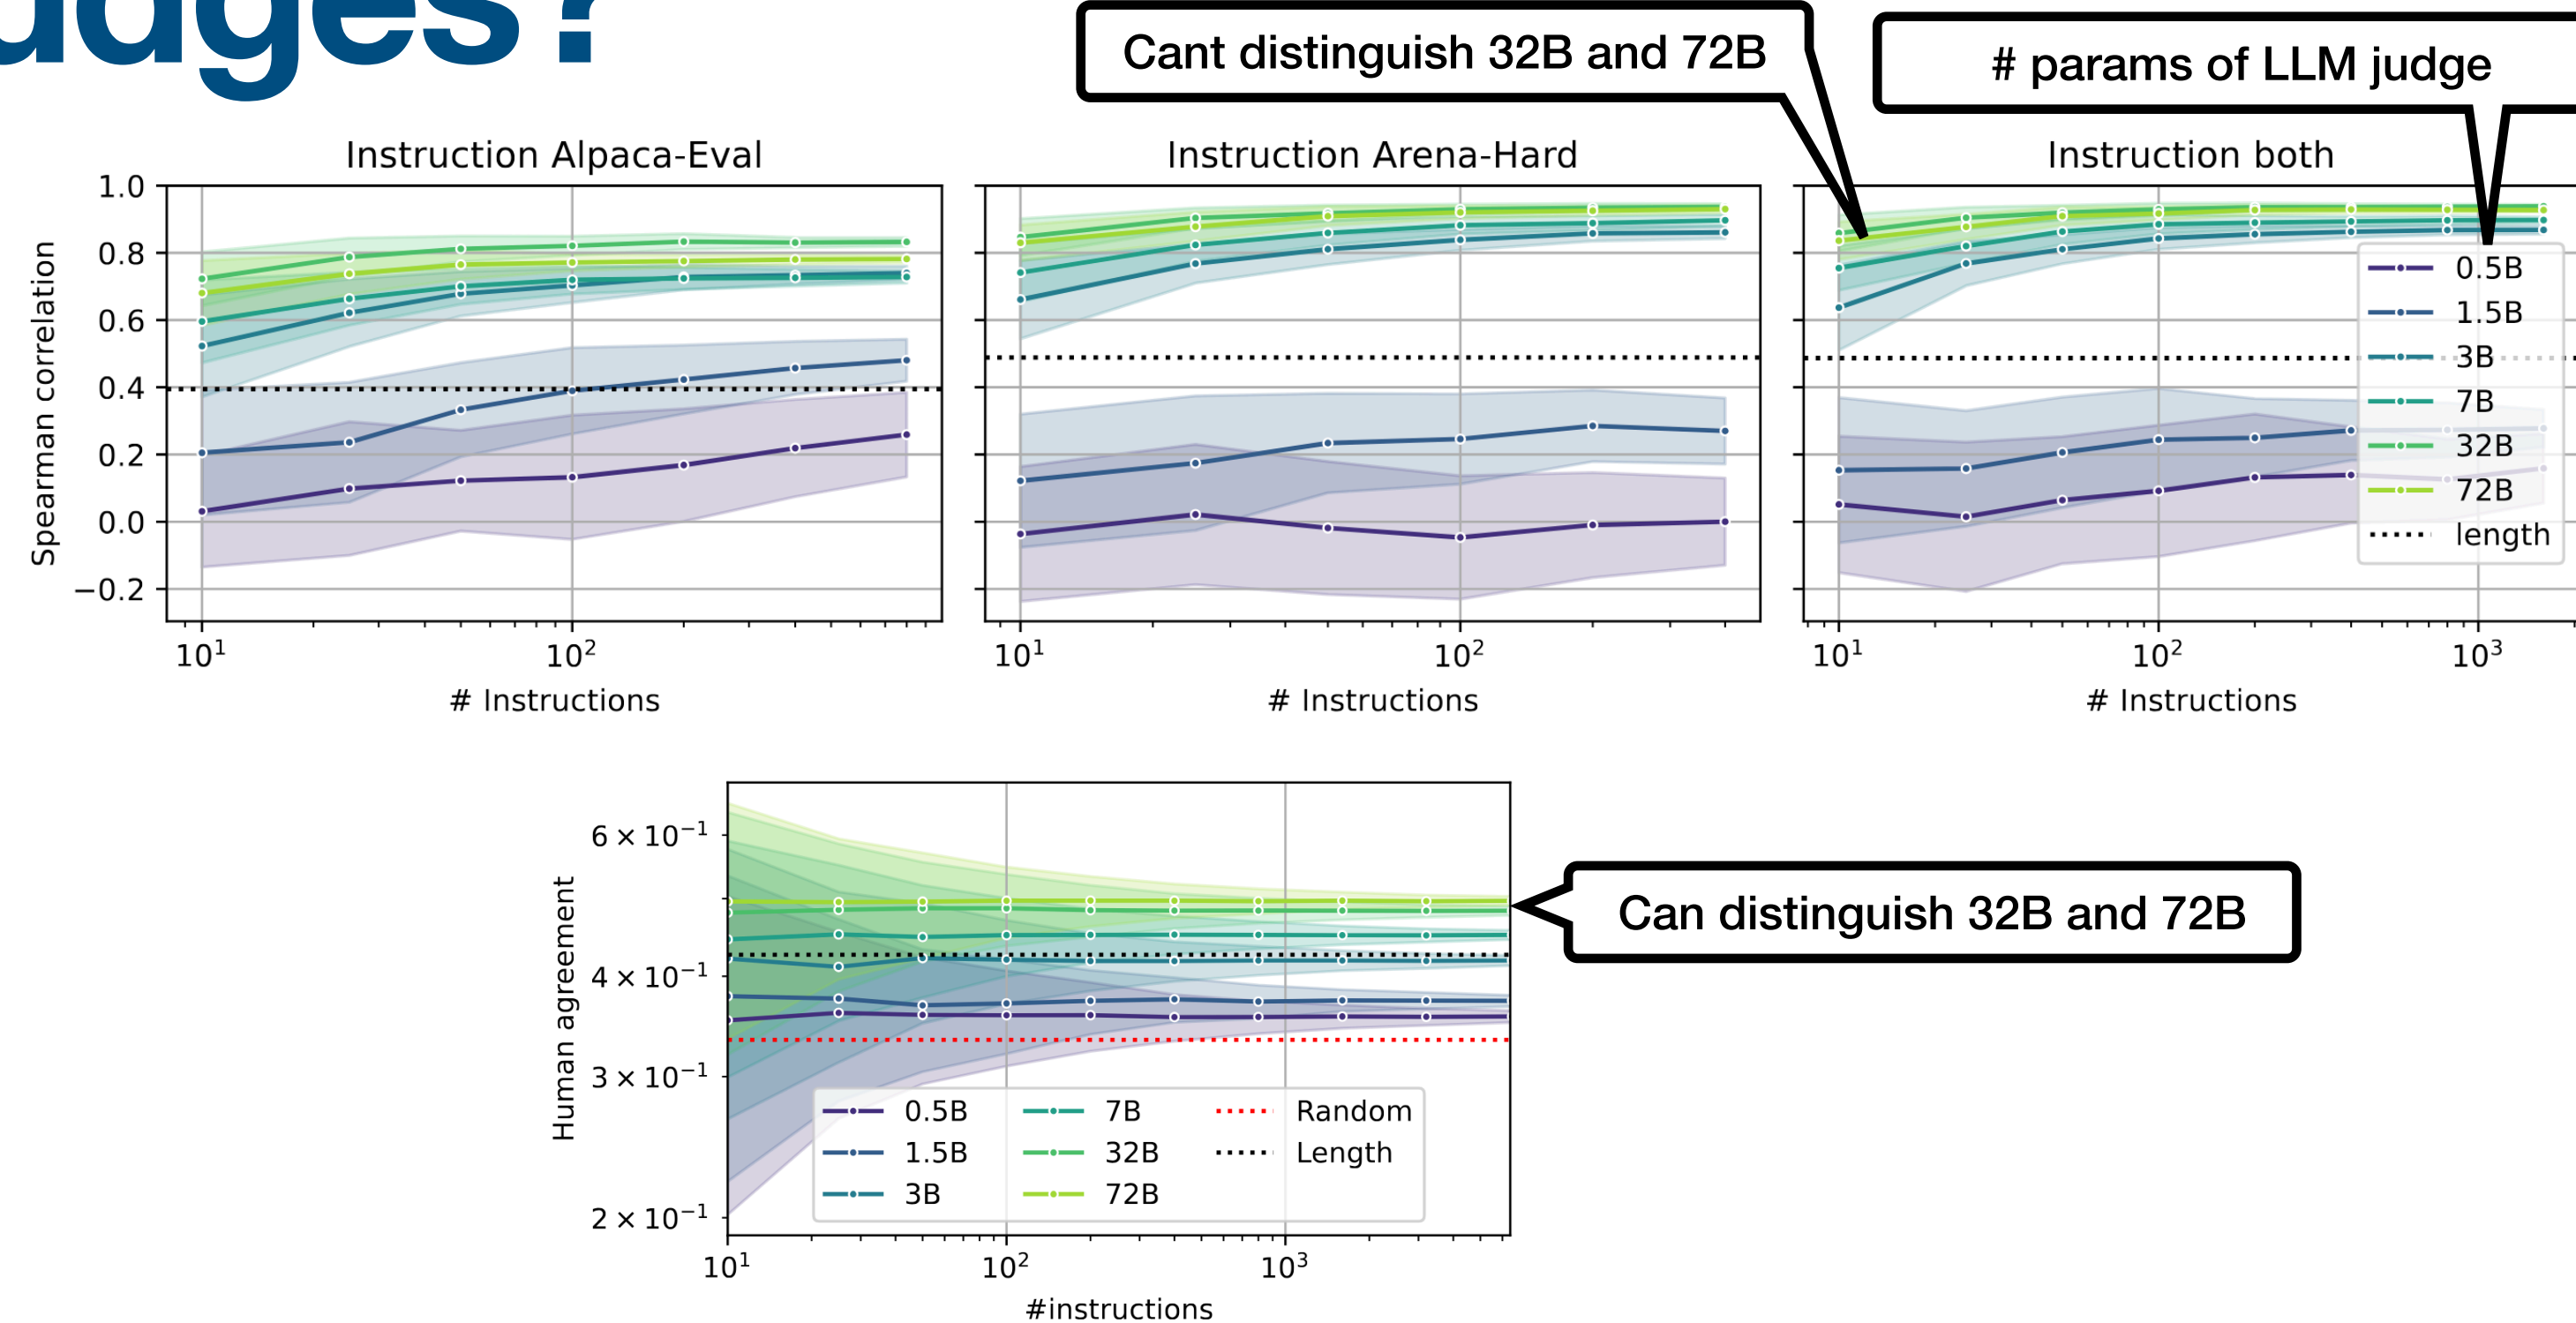 udges?
Cant distinguish 32B and 72B
# params of LLM judge
Instruction Alpaca-Eval
Instruction Arena-Hard
Instruction both
Spearman correlation
1.0
0.8
0.6
0.4
0.2
0.0
−0.2
10¹
10²
# Instructions
10¹
10²
# Instructions
10¹
10²
10³
# Instructions
0.5B
1.5B
3B
7B
32B
72B
length
Human agreement
6 × 10⁻¹
4 × 10⁻¹
3 × 10⁻¹
2 × 10⁻¹
10¹
10²
10³
#instructions
0.5B 7B Random
1.5B 32B Length
3B 72B
Can distinguish 32B and 72B